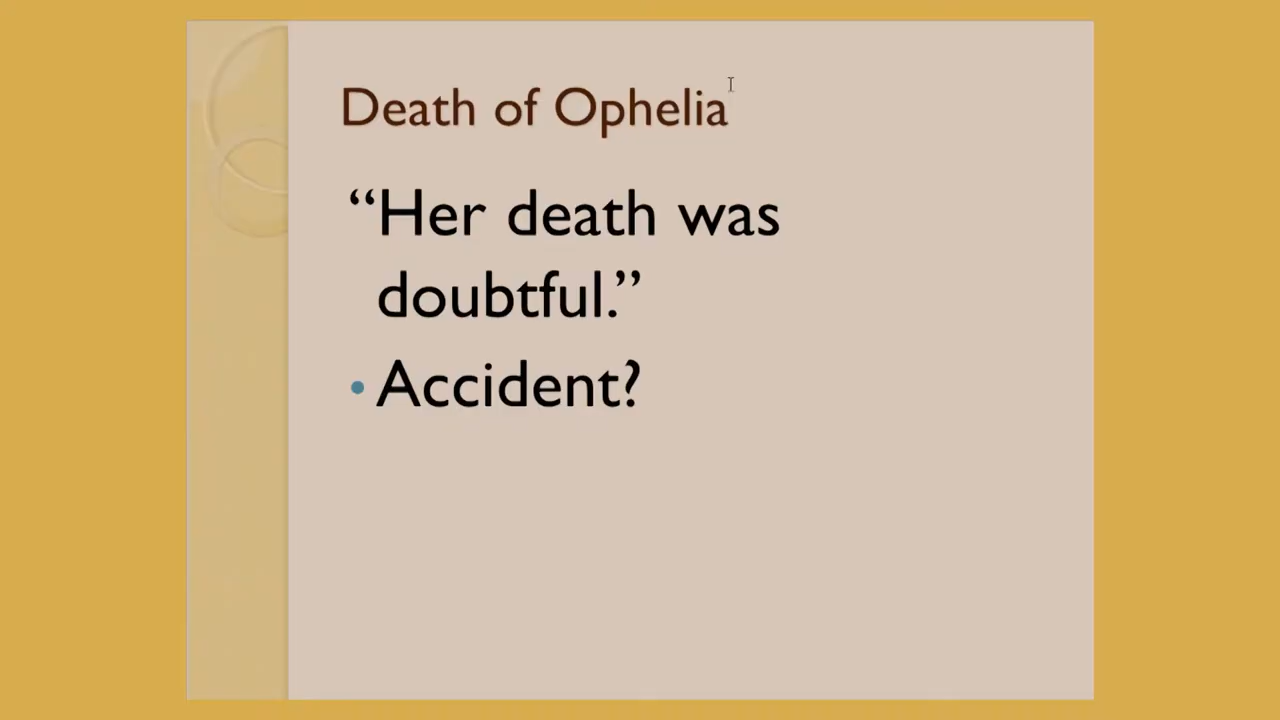 Death of Ophelia
“Her death was
doubtful.”
• Accident?